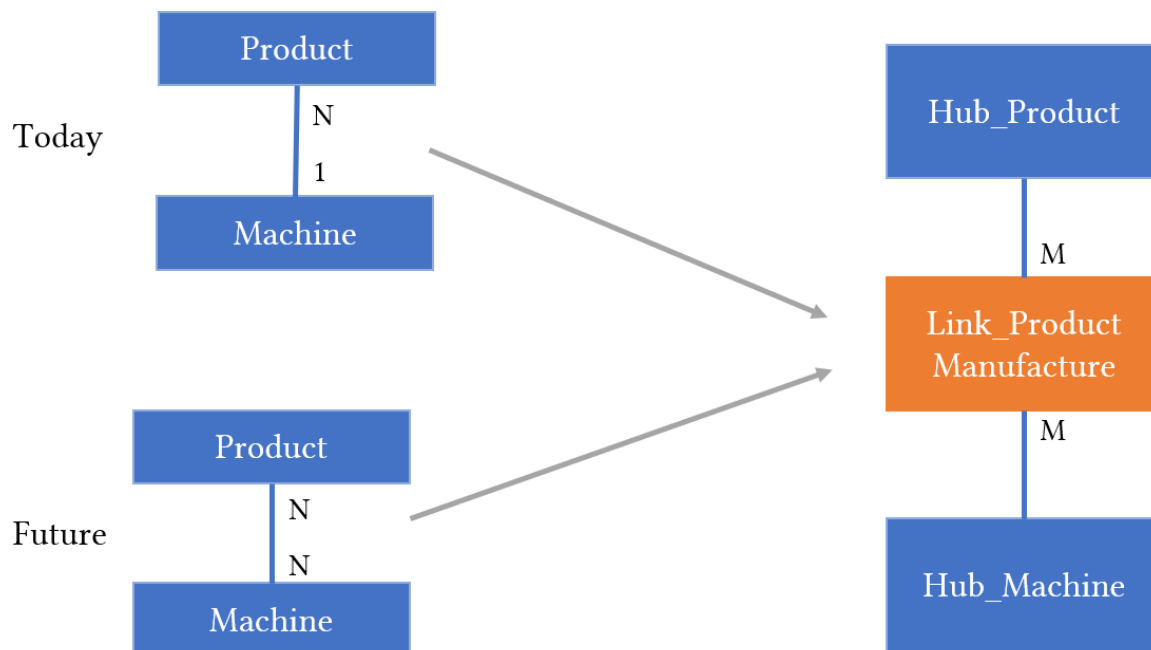 Today
Product
N
1
Machine
Future
Product
N
N
Machine
Hub_Product
M
Link_Product
Manufacture
M
Hub_Machine